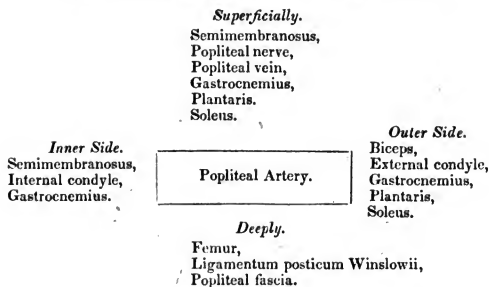 Superficially.
Semimembranosus,
Popliteal nerve,
Popliteal vein,
Gastrocnemius,
Plantaris.
Soleus.
Inner Side.
Semimembranosus,
Internal condyle,
Gastrocnemius.
Popliteal Artery.
Outer Side.
Biceps,
External condyle,
Gastrocnemius,
Plantaris,
Soleus.
Deeply.
Femur,
Ligamentum posticum Winslowii,
Popliteal fascia.